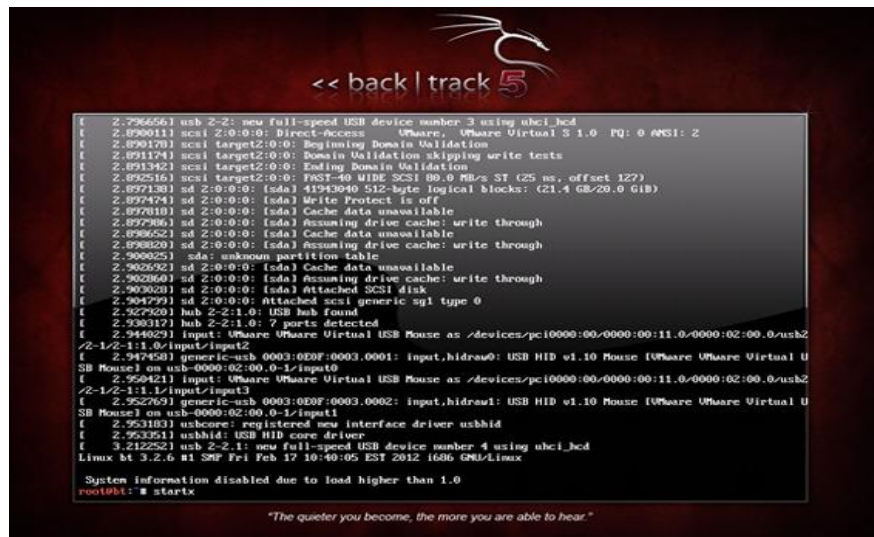 << back | track 5
[    2.796656] usb 2-2: new full-speed USB device number 3 using uhci_hcd
[    2.890011] scsi 2:0:0:0: Direct-Access     VMware,  VMware Virtual S 1.0  PQ: 0 ANSI: 2
[    2.890178] scsi target2:0:0: Beginning Domain Validation
[    2.891174] scsi target2:0:0: Domain Validation skipping write tests
[    2.891342] scsi target2:0:0: Ending Domain Validation
[    2.892516] scsi target2:0:0: FAST-40 WIDE SCSI 80.0 MB/s ST (25 ns, offset 127)
[    2.897138] sd 2:0:0:0: [sda] 41943040 512-byte logical blocks: (21.4 GB/20.0 GiB)
[    2.897474] sd 2:0:0:0: [sda] Write Protect is off
[    2.897818] sd 2:0:0:0: [sda] Cache data unavailable
[    2.897986] sd 2:0:0:0: [sda] Assuming drive cache: write through
[    2.898652] sd 2:0:0:0: [sda] Cache data unavailable
[    2.898820] sd 2:0:0:0: [sda] Assuming drive cache: write through
[    2.900025]  sda: unknown partition table
[    2.902692] sd 2:0:0:0: [sda] Cache data unavailable
[    2.902860] sd 2:0:0:0: [sda] Assuming drive cache: write through
[    2.903028] sd 2:0:0:0: [sda] Attached SCSI disk
[    2.904799] sd 2:0:0:0: Attached scsi generic sg1 type 0
[    2.927920] hub 2-2:1.0: USB hub found
[    2.930317] hub 2-2:1.0: 7 ports detected
[    2.944029] input: VMware VMware Virtual USB Mouse as /devices/pci0000:00/0000:00:11.0/0000:02:00.0/usb2
/2-1/2-1:1.0/input/input2
[    2.947458] generic-usb 0003:0E0F:0003.0001: input,hidraw0: USB HID v1.10 Mouse [VMware VMware Virtual U
SB Mouse] on usb-0000:02:00.0-1/input0
[    2.950421] input: VMware VMware Virtual USB Mouse as /devices/pci0000:00/0000:00:11.0/0000:02:00.0/usb2
/2-1/2-1:1.1/input/input3
[    2.952769] generic-usb 0003:0E0F:0003.0002: input,hidraw1: USB HID v1.10 Mouse [VMware VMware Virtual U
SB Mouse] on usb-0000:02:00.0-1/input1
[    2.953183] usbcore: registered new interface driver usbhid
[    2.953351] usbhid: USB HID core driver
[    3.212252] usb 2-2.1: new full-speed USB device number 4 using uhci_hcd
Linux bt 3.2.6 #1 SMP Fri Feb 17 10:40:05 EST 2012 i686 GNU/Linux
System information disabled due to load higher than 1.0
root@bt:~# startx
"The quieter you become, the more you are able to hear."